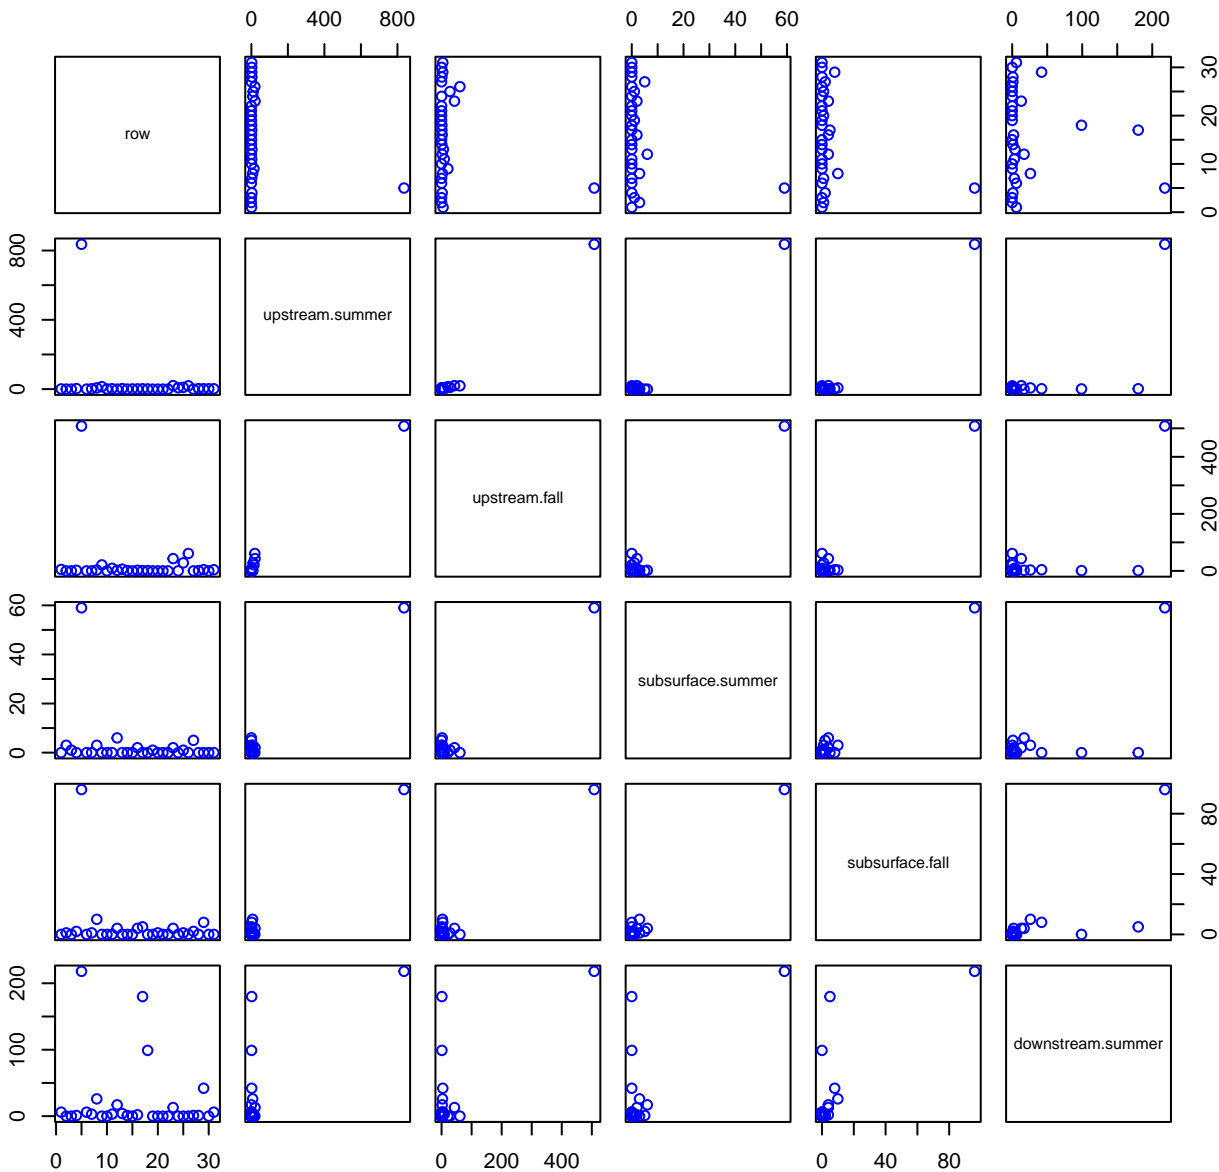 0 400 800 0 20 40 60 0 100 200
row
0 10 20 30
0 400 800
upstream.summer
upstream.fall
0 200 400
0 20 40 60
subsurface.summer
subsurface.fall
0 40 80
0 100 200
downstream.summer
0 10 20 30 0 200 400 0 40 80